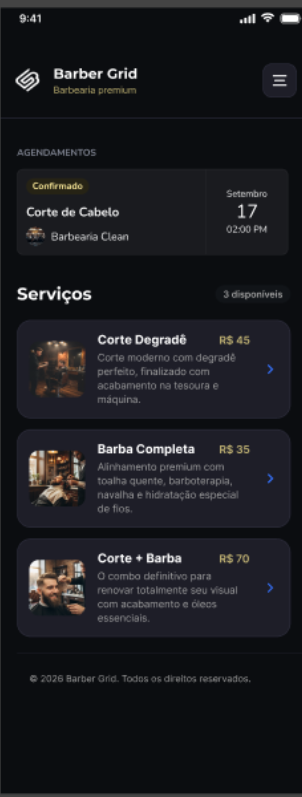 9:41
Barber Grid
Barbearia premium
AGENDAMENTOS
Confirmado
Corte de Cabelo
Barbearia Clean
Setembro
17
02:00 PM
Serviços
3 disponíveis
Corte Degradê
R$ 45
Corte moderno com degradê
perfeito, finalizado com
acabamento na tesoura e
máquina.
Barba Completa
R$ 35
Alinhamento premium com
toalha quente, barboterapia,
navalha e hidratação especial
de fios.
Corte + Barba
R$ 70
O combo definitivo para
renovar totalmente seu visual
com acabamento e óleos
essenciais.
© 2026 Barber Grid. Todos os direitos reservados.